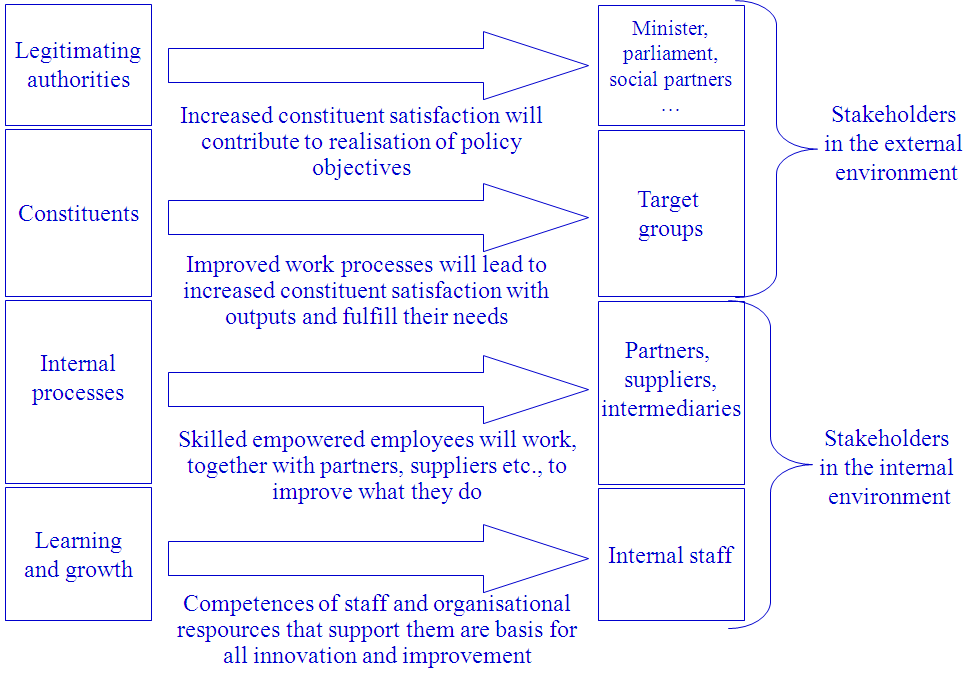 Legitimating
authorities
Increased constituent satisfaction will
contribute to realisation of policy
objectives
Minister,
parliament,
social partners
…
Stakeholders
in the external
environment
Constituents
Improved work processes will lead to
increased constituent satisfaction with
outputs and fulfill their needs
Target
groups
Internal
processes
Skilled empowered employees will work,
together with partners, suppliers etc., to
improve what they do
Partners,
suppliers,
intermediaries
Stakeholders
in the internal
environment
Learning
and growth
Competences of staff and organisational
respources that support them are basis for
all innovation and improvement
Internal staff